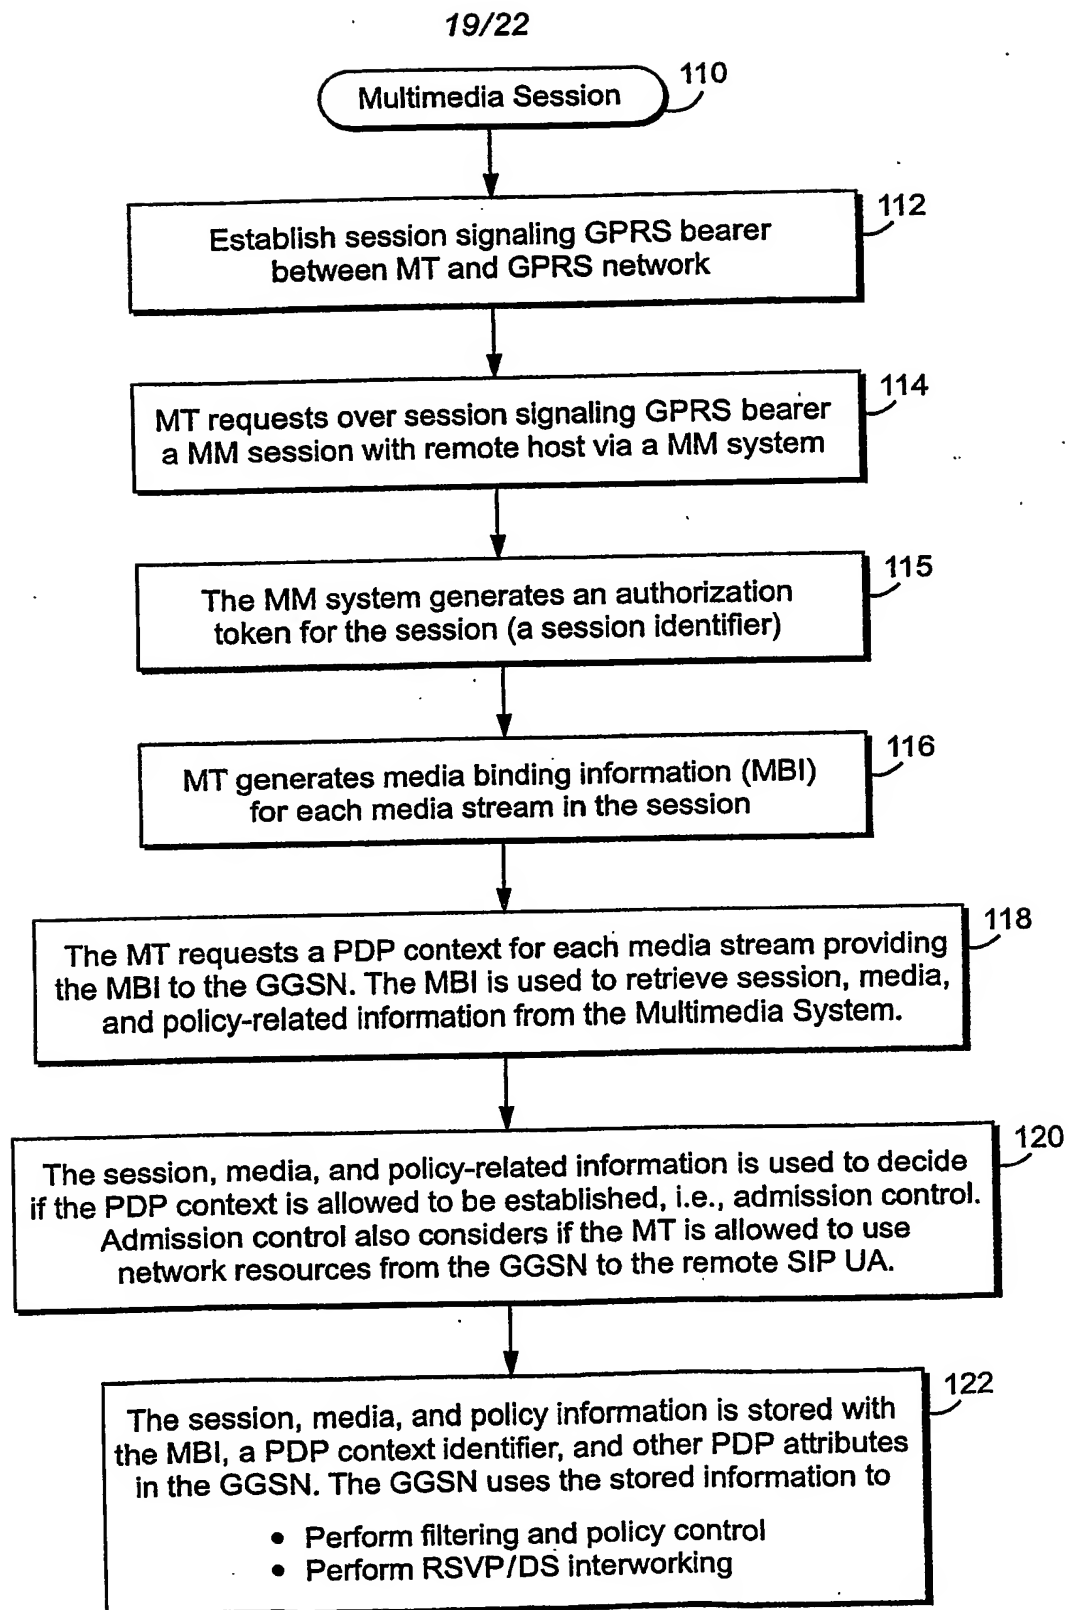 19/22
Multimedia Session
110
112
Establish session signaling GPRS bearer
between MT and GPRS network
114
MT requests over session signaling GPRS bearer
a MM session with remote host via a MM system
115
The MM system generates an authorization
token for the session (a session identifier)
116
MT generates media binding information (MBI)
for each media stream in the session
118
The MT requests a PDP context for each media stream providing
the MBI to the GGSN. The MBI is used to retrieve session, media,
and policy-related information from the Multimedia System.
120
The session, media, and policy-related information is used to decide
if the PDP context is allowed to be established, i.e., admission control.
Admission control also considers if the MT is allowed to use
network resources from the GGSN to the remote SIP UA.
122
The session, media, and policy information is stored with
the MBI, a PDP context identifier, and other PDP attributes
in the GGSN. The GGSN uses the stored information to
• Perform filtering and policy control
• Perform RSVP/DS interworking